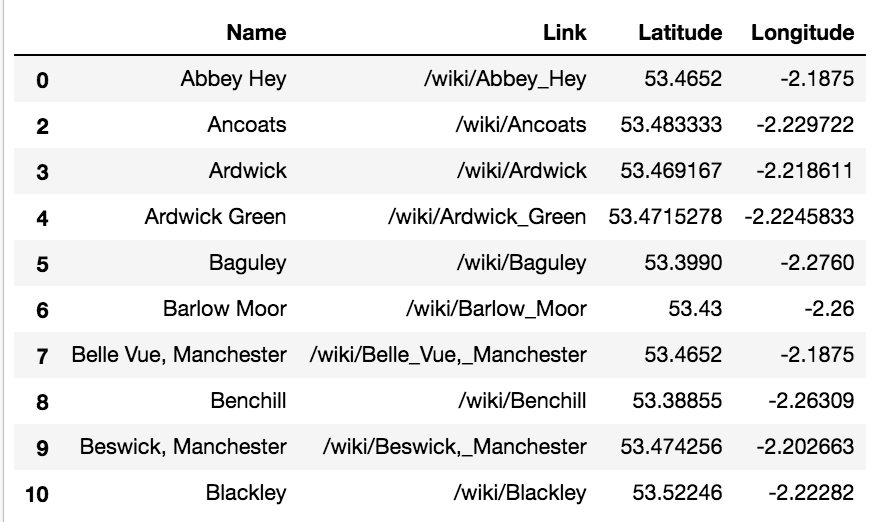 Name Link Latitude Longitude
0 Abbey Hey /wiki/Abbey_Hey 53.4652 -2.1875
2 Ancoats /wiki/Ancoats 53.483333 -2.229722
3 Ardwick /wiki/Ardwick 53.469167 -2.218611
4 Ardwick Green /wiki/Ardwick_Green 53.4715278 -2.2245833
5 Baguley /wiki/Baguley 53.3990 -2.2760
6 Barlow Moor /wiki/Barlow_Moor 53.43 -2.26
7 Belle Vue, Manchester /wiki/Belle_Vue,_Manchester 53.4652 -2.1875
8 Benchill /wiki/Benchill 53.38855 -2.26309
9 Beswick, Manchester /wiki/Beswick,_Manchester 53.474256 -2.202663
10 Blackley /wiki/Blackley 53.52246 -2.22282